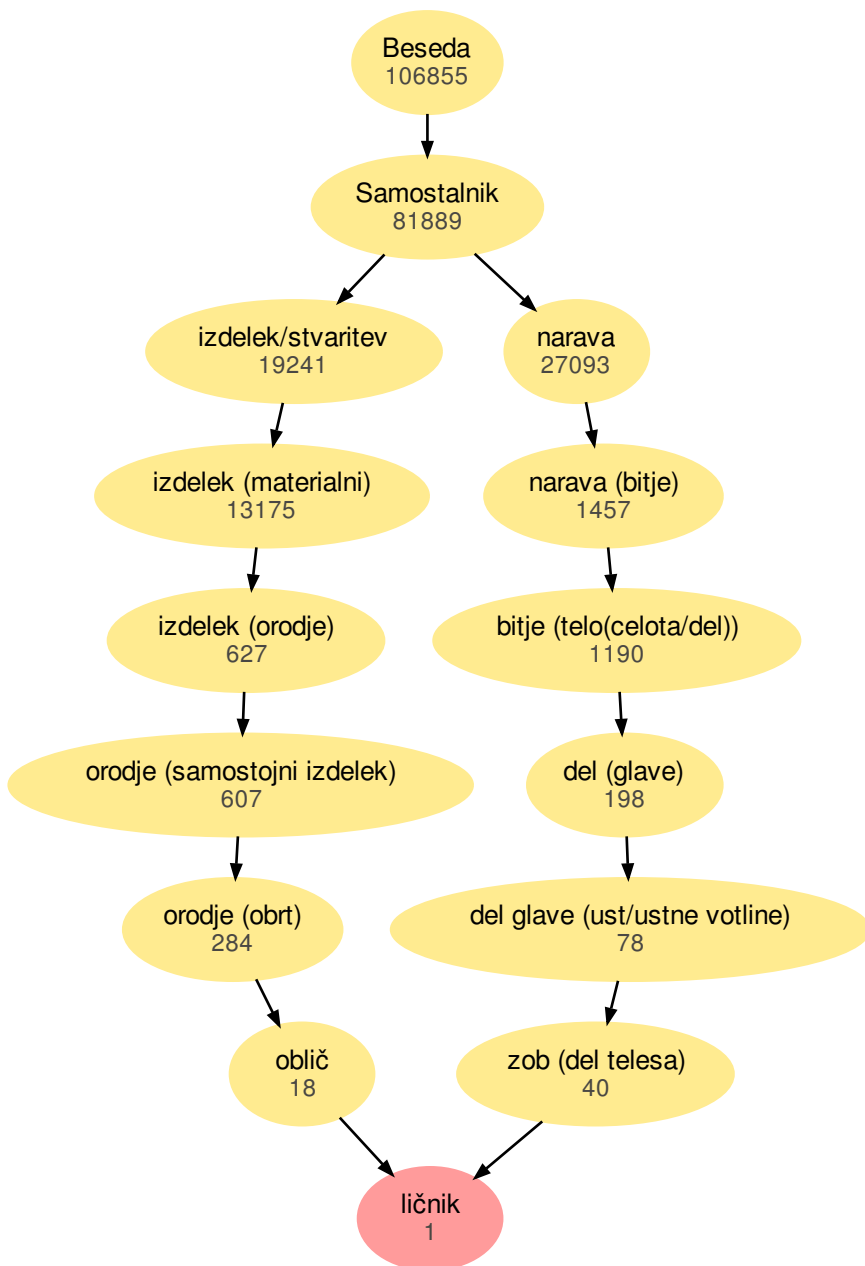 Beseda
106855
Samostalnik
81889
izdelek/stvaritev
19241
narava
27093
izdelek (materialni)
13175
narava (bitje)
1457
izdelek (orodje)
627
bitje (telo(celota/del))
1190
orodje (samostojni izdelek)
607
del (glave)
198
orodje (obrt)
284
del glave (ust/ustne votline)
78
oblič
18
zob (del telesa)
40
ličnik
1